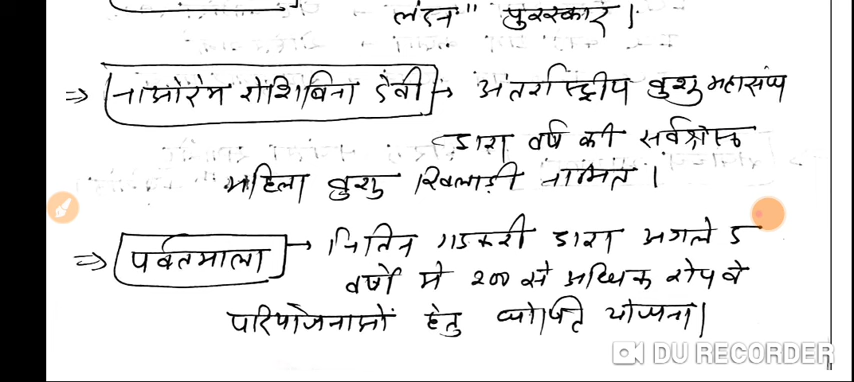 लंदन" पुरस्कार।
⇒ नाओरेम रोशिबिना देवी → अंतर्राष्ट्रीय वुशु महासंघ
द्वारा वर्ष की सर्वश्रेष्ठ
महिला वुशु खिलाड़ी नामित।
⇒ पर्वतमाला → नितिन गडकरी द्वारा अगले 5
वर्षों में 200 से अधिक रोपवे
परियोजनाओं हेतु घोषित योजना।
DU RECORDER